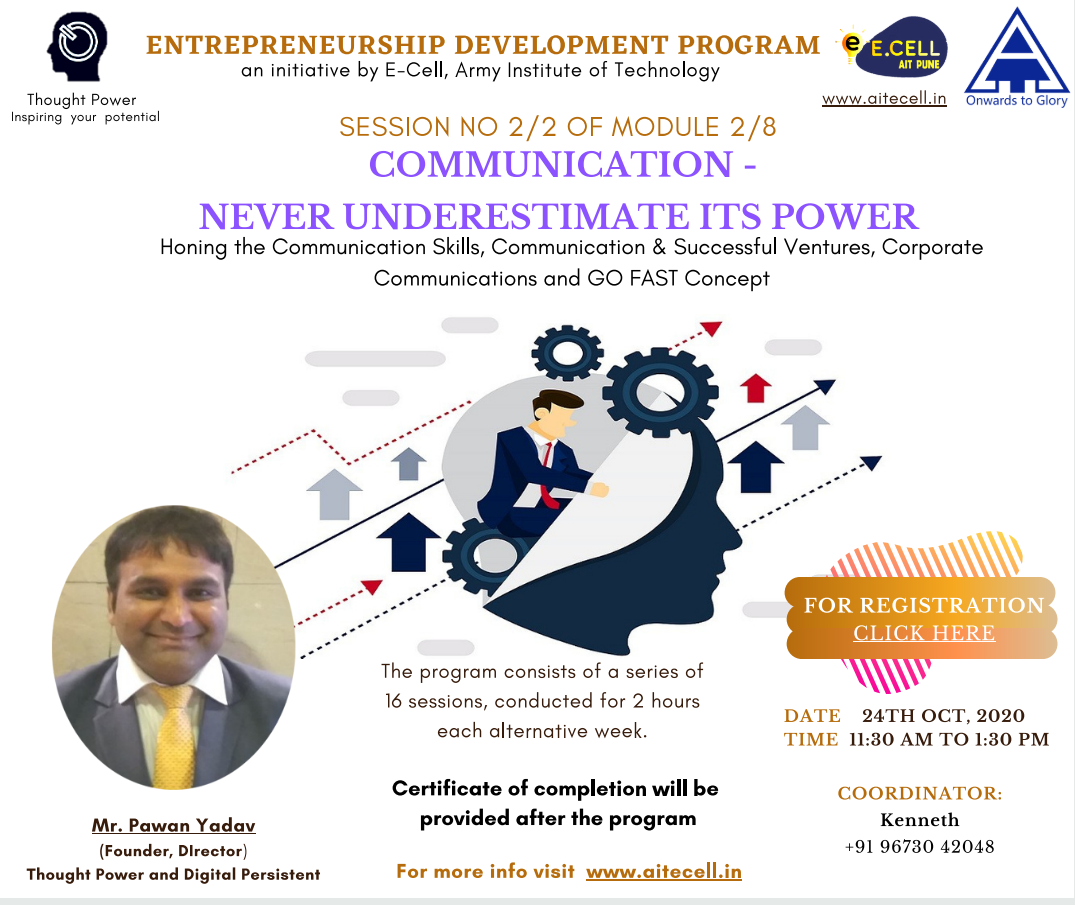 ENTREPRENEURSHIP DEVELOPMENT PROGRAM
an initiative by E-Cell, Army Institute of Technology
Thought Power
Inspiring your potential
e E.CELL
AIT PUNE
www.aitecell.in
Onwards to Glory
SESSION NO 2/2 OF MODULE 2/8
COMMUNICATION -
NEVER UNDERESTIMATE ITS POWER
Honing the Communication Skills, Communication & Successful Ventures, Corporate
Communications and GO FAST Concept
FOR REGISTRATION
CLICK HERE
The program consists of a series of
16 sessions, conducted for 2 hours
each alternative week.
DATE 24TH OCT, 2020
TIME 11:30 AM TO 1:30 PM
Certificate of completion will be
provided after the program
COORDINATOR:
Kenneth
+91 96730 42048
Mr. Pawan Yadav
(Founder, DIrector)
Thought Power and Digital Persistent
For more info visit www.aitecell.in